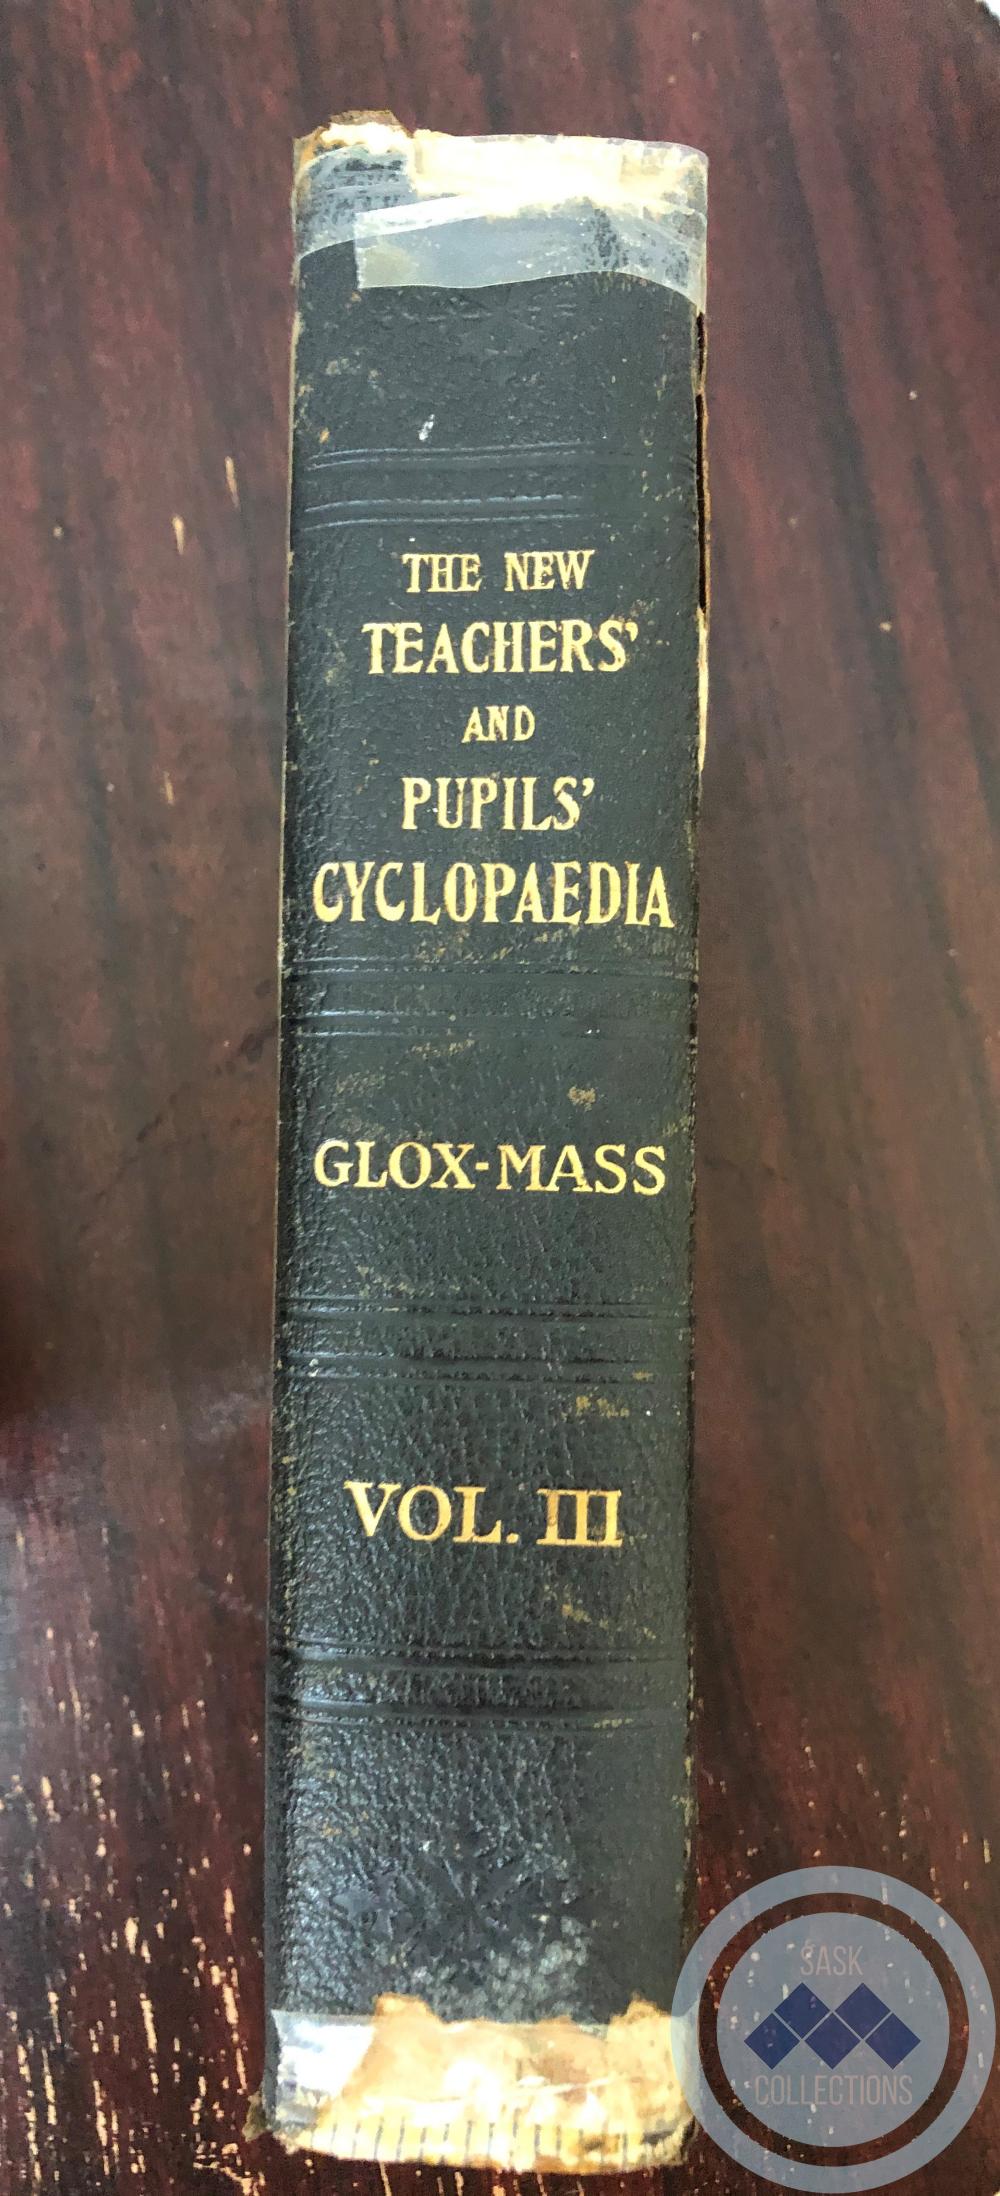 THE NEW
TEACHERS'
AND
PUPILS'
CYCLOPAEDIA
GLOX-MASS
VOL. III
SASK
COLLECTIONS